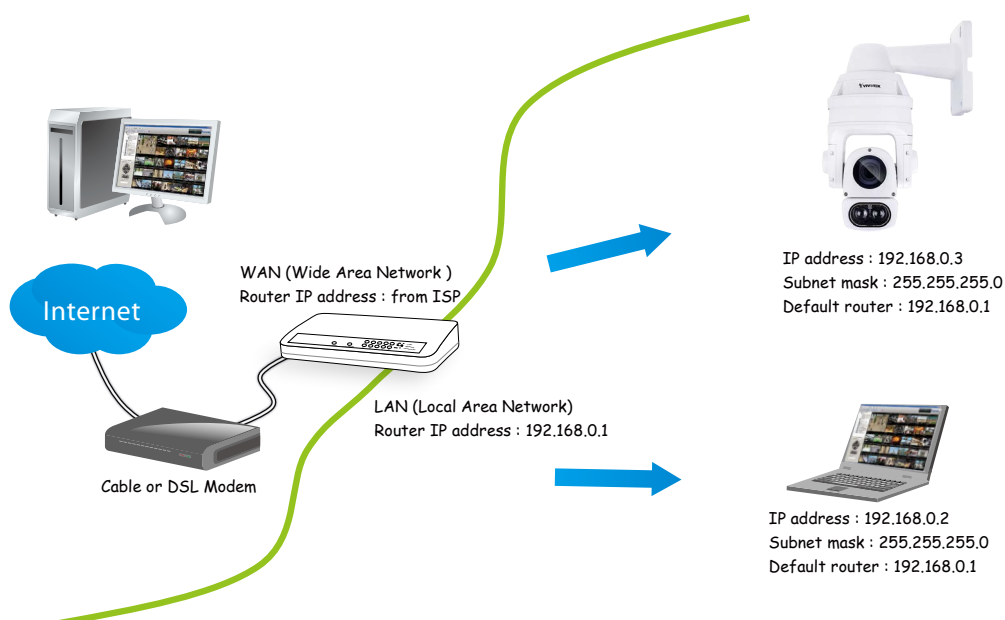 VIVOTEK
IP address : 192.168.0.3
Subnet mask : 255.255.255.0
Default router : 192.168.0.1
WAN (Wide Area Network )
Router IP address : from ISP
Internet
LAN (Local Area Network)
Router IP address : 192.168.0.1
Cable or DSL Modem
IP address : 192.168.0.2
Subnet mask : 255.255.255.0
Default router : 192.168.0.1